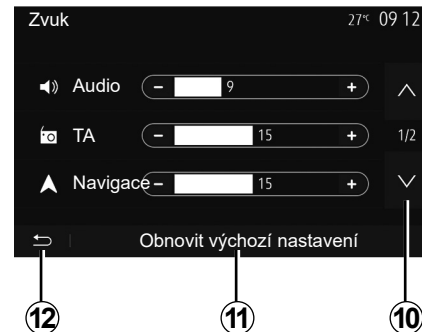 Zvuk 27°C 09 12
Audio - 9 +
TA - 15 +
1/2
Navigace - 15 +
Obnovit výchozí nastavení
12 11 10